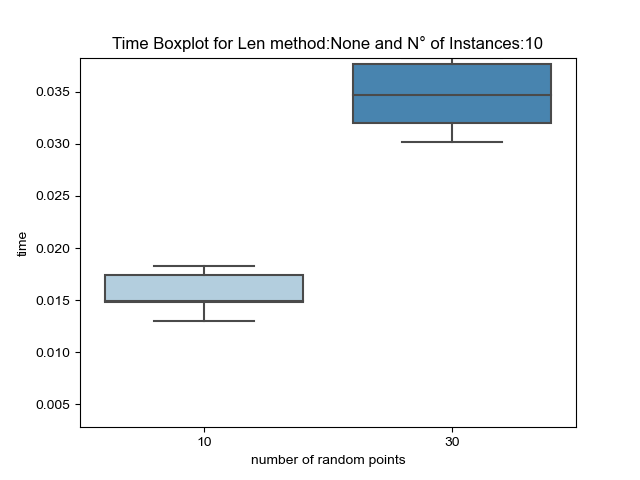 Time Boxplot for Len method:None and N° of Instances:10
0.035
0.030
0.025
0.020
0.015
0.010
0.005
time
10 30
number of random points